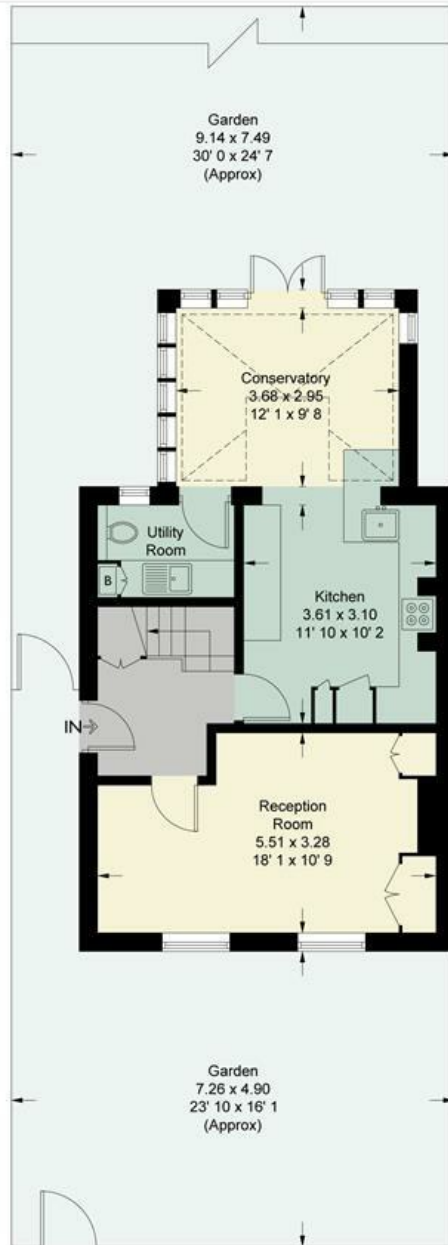 Garden
9.14 x 7.49
30' 0 x 24' 7
(Approx)
Conservatory
3.68 x 2.95
12' 1 x 9' 8
Utility
Room
B
Kitchen
3.61 x 3.10
11' 10 x 10' 2
IN
Reception
Room
5.51 x 3.28
18' 1 x 10' 9
Garden
7.26 x 4.90
23' 10 x 16' 1
(Approx)